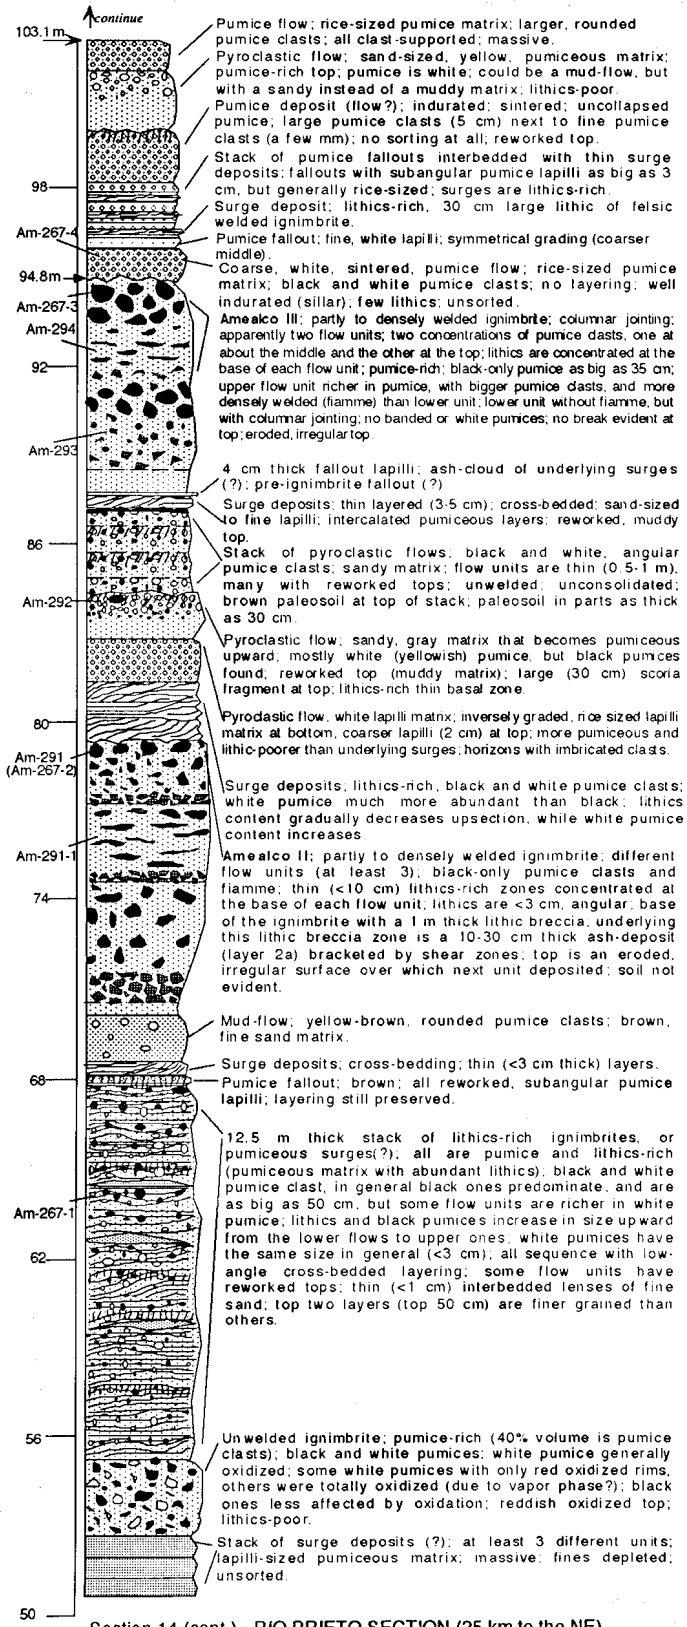 continue
103.1 m
Pumice flow; rice-sized pumice matrix; larger, rounded
pumice clasts; all clast-supported; massive.
Pyroclastic flow; sand-sized, yellow, pumiceous matrix;
pumice-rich top; pumice is white; could be a mud-flow, but
with a sandy instead of a muddy matrix; lithics-poor.
Pumice deposit (flow?); indurated; sintered; uncollapsed
pumice; large pumice clasts (5 cm) next to fine pumice
clasts (a few mm); no sorting at all; reworked top.
Stack of pumice fallouts interbedded with thin surge
deposits; fallouts with subangular pumice lapilli as big as 3
cm, but generally rice-sized; surges are lithics-rich.
98
Surge deposit; lithics-rich, 30 cm large lithic of felsic
welded ignimbrite.
Am-267-4
Pumice fallout; fine, white lapilli; symmetrical grading (coarser
middle).
Coarse, white, sintered, pumice flow; rice-sized pumice
matrix; black and white pumice clasts; no layering; well
indurated (sillar); few lithics; unsorted.
94.8m
Am-267-3
Am-294
92
Amealco III; partly to densely welded ignimbrite; columnar jointing;
apparently two flow units; two concentrations of pumice clasts, one at
about the middle and the other at the top; lithics are concentrated at the
base of each flow unit; pumice-rich; black-only pumice as big as 35 cm;
upper flow unit richer in pumice, with bigger pumice clasts, and more
densely welded (fiamme) than lower unit; lower unit without fiamme, but
with columnar jointing; no banded or white pumices; no break evident at
top; eroded, irregular top.
Am-293
4 cm thick fallout lapilli; ash-cloud of underlying surges
(?); pre-ignimbrite fallout (?)
Surge deposits; thin layered (3-5 cm); cross-bedded; sand-sized
to fine lapilli; intercalated pumiceous layers; reworked, muddy
top.
86
Stack of pyroclastic flows; black and white, angular
pumice clasts; sandy matrix; flow units are thin (0.5-1 m),
many with reworked tops; unwelded; unconsolidated;
brown paleosoil at top of stack; paleosoil in parts as thick
as 30 cm.
Am-292
Pyroclastic flow; sandy, gray matrix that becomes pumiceous
upward; mostly white (yellowish) pumice, but black pumices
found; reworked top (muddy matrix); large (30 cm) scoria
fragment at top; lithics-rich thin basal zone.
80
Pyroclastic flow, white lapilli matrix; inversely graded, rice sized lapilli
matrix at bottom, coarser lapilli (2 cm) at top; more pumiceous and
lithic-poorer than underlying surges; horizons with imbricated clasts.
Am-291
(Am-267-2)
Surge deposits; lithics-rich, black and white pumice clasts;
white pumice much more abundant than black; lithics
content gradually decreases upsection, while white pumice
content increases.
Am-291-1
74
Amealco II; partly to densely welded ignimbrite; different
flow units (at least 3); black-only pumice clasts and
fiamme; thin (<10 cm) lithics-rich zones concentrated at
the base of each flow unit; lithics are <3 cm, angular; base
of the ignimbrite with a 1 m thick lithic breccia; underlying
this lithic breccia zone is a 10-30 cm thick ash-deposit
(layer 2a) bracketed by shear zones; top is an eroded,
irregular surface over which next unit deposited; soil not
evident.
Mud-flow; yellow-brown, rounded pumice clasts; brown,
fine sand matrix.
Surge deposits; cross-bedding; thin (<3 cm thick) layers.
68
Pumice fallout; brown; all reworked, subangular pumice
lapilli; layering still preserved.
12.5 m thick stack of lithics-rich ignimbrites, or
pumiceous surges(?); all are pumice and lithics-rich
(pumiceous matrix with abundant lithics); black and white
pumice clast, in general black ones predominate, and are
as big as 50 cm, but some flow units are richer in white
pumice; lithics and black pumices increase in size upward
from the lower flows to upper ones; white pumices have
the same size in general (<3 cm); all sequence with low-
angle cross-bedded layering; some flow units have
reworked tops; thin (<1 cm) interbedded lenses of fine
sand; top two layers (top 50 cm) are finer grained than
others.
Am-267-1
62
56
Unwelded ignimbrite; pumice-rich (40% volume is pumice
clasts); black and white pumices; white pumice generally
oxidized; some white pumices with only red oxidized rims,
others were totally oxidized (due to vapor phase?); black
ones less affected by oxidation; reddish oxidized top;
lithics-poor.
Stack of surge deposits (?); at least 3 different units;
lapilli-sized pumiceous matrix; massive; fines depleted;
unsorted.
50
Section 14 (cont.) RIO PRIETO SECTION (25 km to the NE)